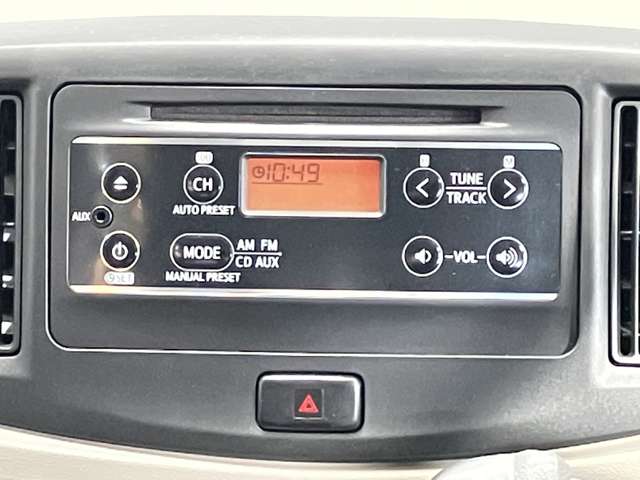 10:49
CH
AUTO PRESET
AUX
MODE
AM FM
CD AUX
MANUAL PRESET
TUNE
TRACK
-VOL-
SET
H
M